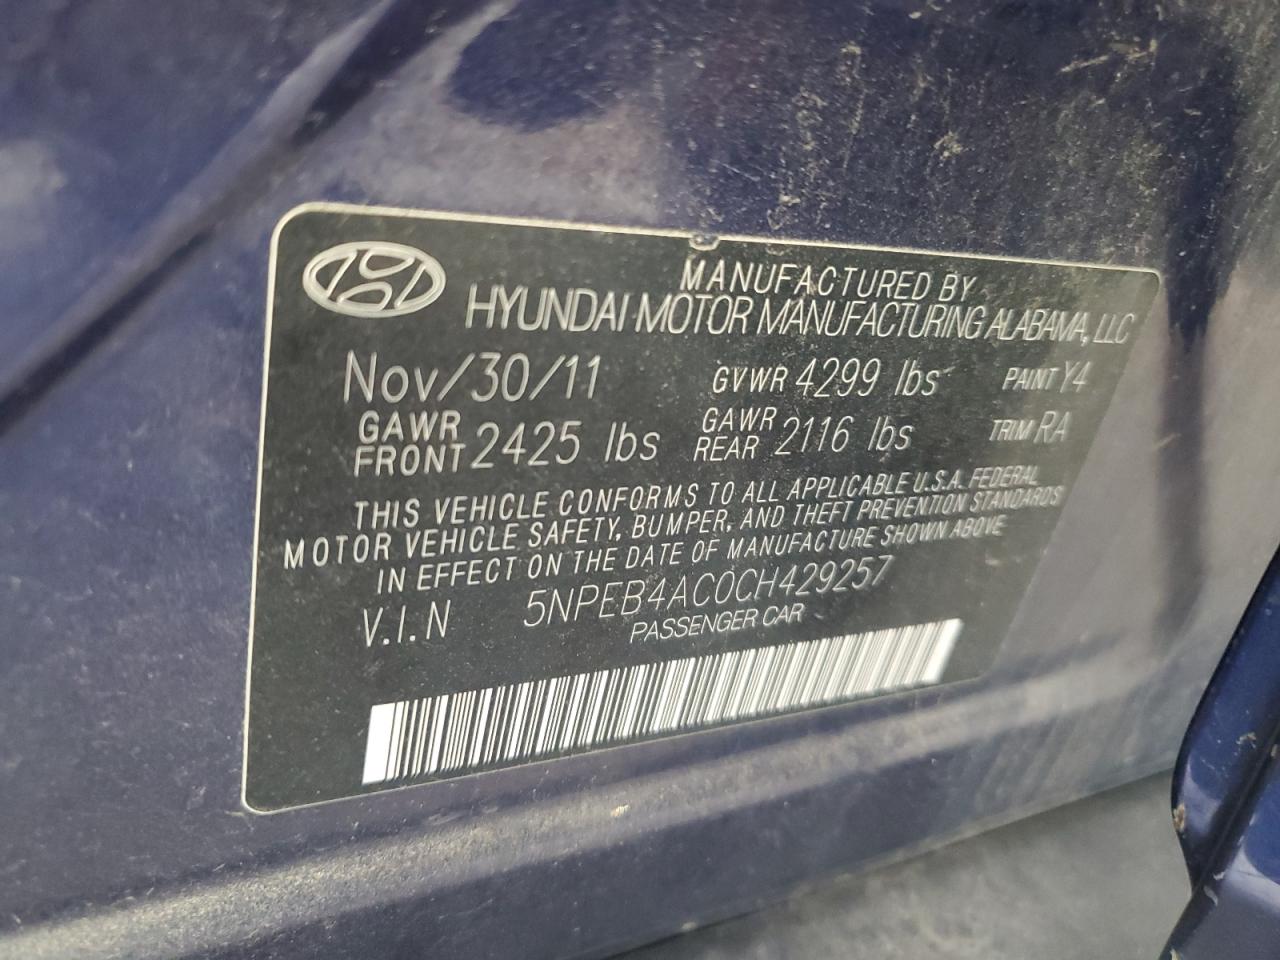 MANUFACTURED BY
HYUNDAI MOTOR MANUFACTURING ALABAMA, LLC
Nov/30/11 GVWR 4299 lbs PAINT Y4
GAWR FRONT 2425 lbs GAWR REAR 2116 lbs TRIM RA
THIS VEHICLE CONFORMS TO ALL APPLICABLE U.S.A. FEDERAL
MOTOR VEHICLE SAFETY, BUMPER, AND THEFT PREVENTION STANDARDS
IN EFFECT ON THE DATE OF MANUFACTURE SHOWN ABOVE
V.I.N 5NPEB4AC0CH429257
PASSENGER CAR